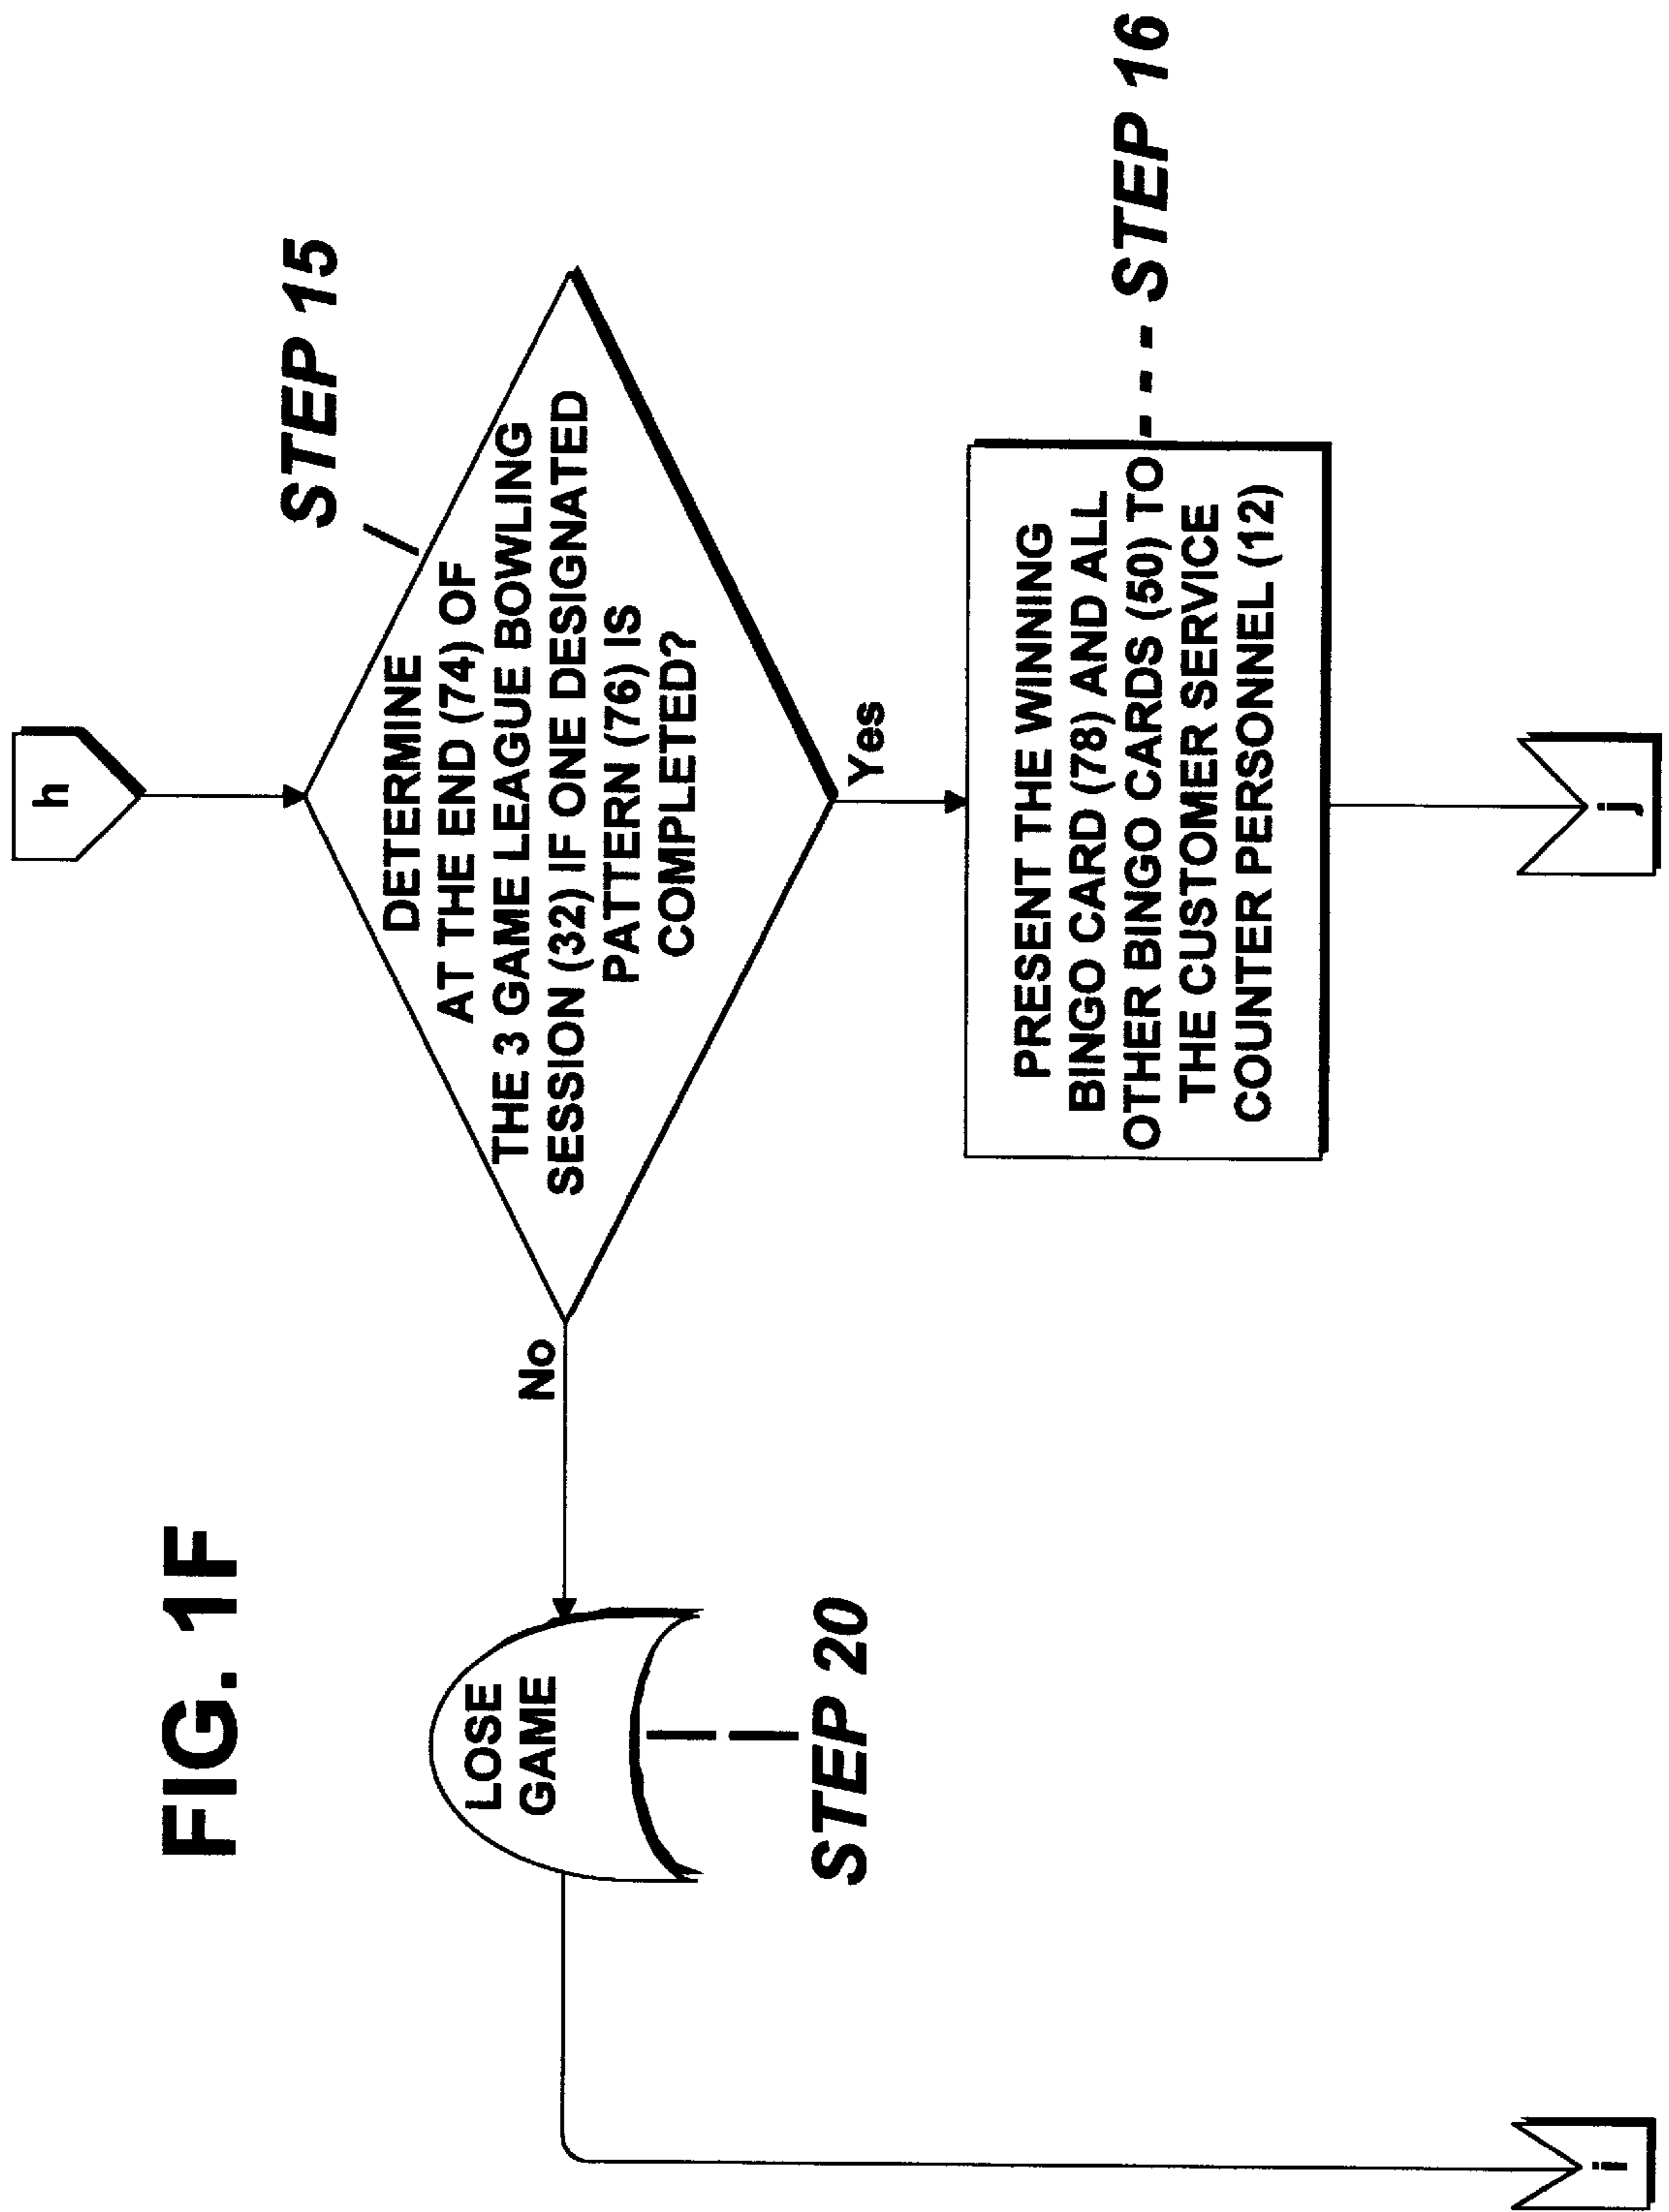 FIG. 1F
h
STEP 15
DETERMINE
AT THE END (74) OF
THE 3 GAME LEAGUE BOWLING
SESSION (32) IF ONE DESIGNATED
PATTERN (76) IS
COMPLETED?
No
Yes
LOSE
GAME
STEP 20
PRESENT THE WINNING
BINGO CARD (78) AND ALL
OTHER BINGO CARDS (50) TO
THE CUSTOMER SERVICE
COUNTER PERSONNEL (12)
STEP 16
i
j